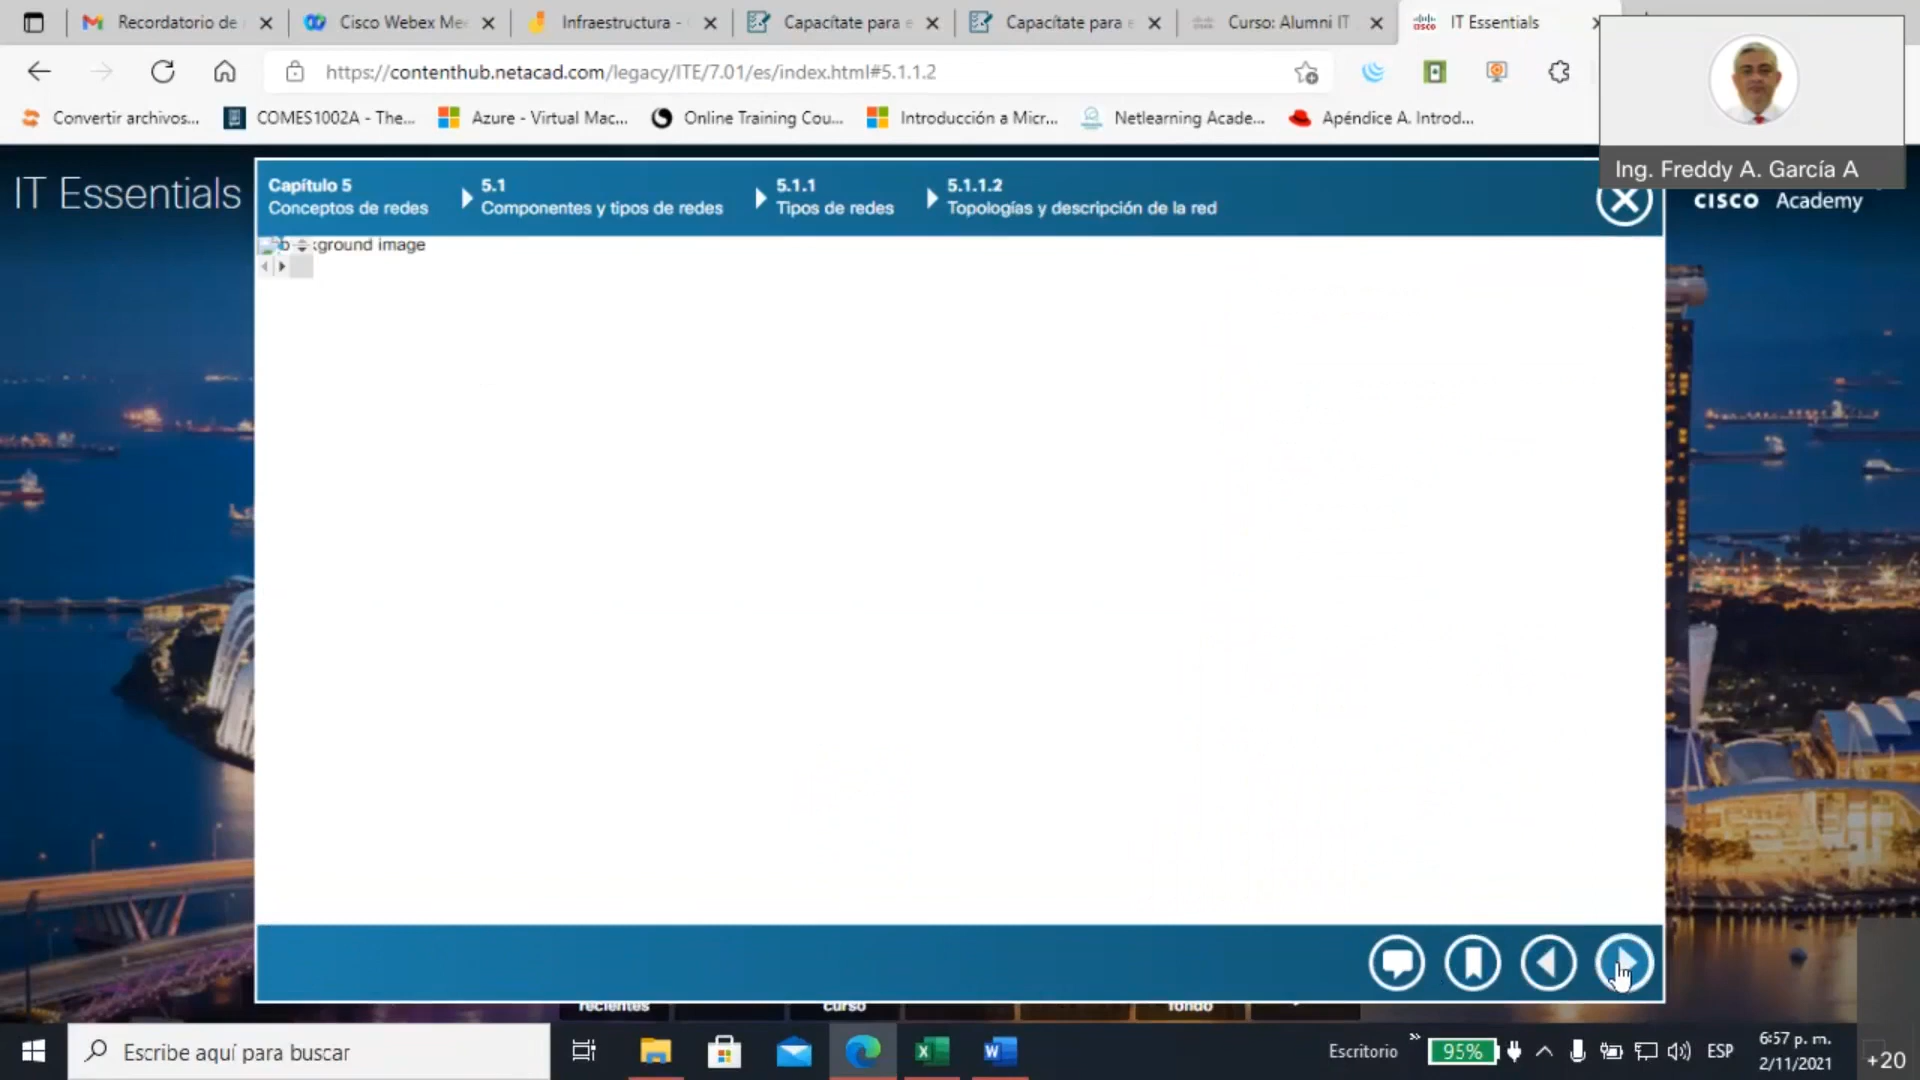 Recordatorio de
Cisco Webex Mee
Infraestructura -
Capacítate para e
Capacítate para e
Curso: Alumni IT
IT Essentials
https://contenthub.netacad.com/legacy/ITE/7.01/es/index.html#5.1.1.2
Convertir archivos...
COMES1002A - The...
Azure - Virtual Mac...
Online Training Cou...
Introducción a Micr...
Netlearning Acade...
Apéndice A. Introd...
Ing. Freddy A. García A
IT Essentials
Capítulo 5
Conceptos de redes
5.1
Componentes y tipos de redes
5.1.1
Tipos de redes
5.1.1.2
Topologías y descripción de la red
CISCO Academy
ground image
recientes
curso
fondo
Escribe aquí para buscar
Escritorio
95%
ESP
6:57 p. m.
2/11/2021
+20